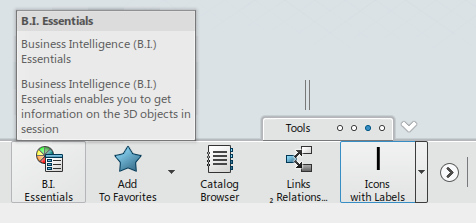 B.I. Essentials
Business Intelligence (B.I.)
Essentials
Business Intelligence (B.I.)
Essentials enables you to get
information on the 3D objects in
session
Tools
B.I.
Essentials
Add
To Favorites
Catalog
Browser
Links
2 Relations...
Icons
with Labels